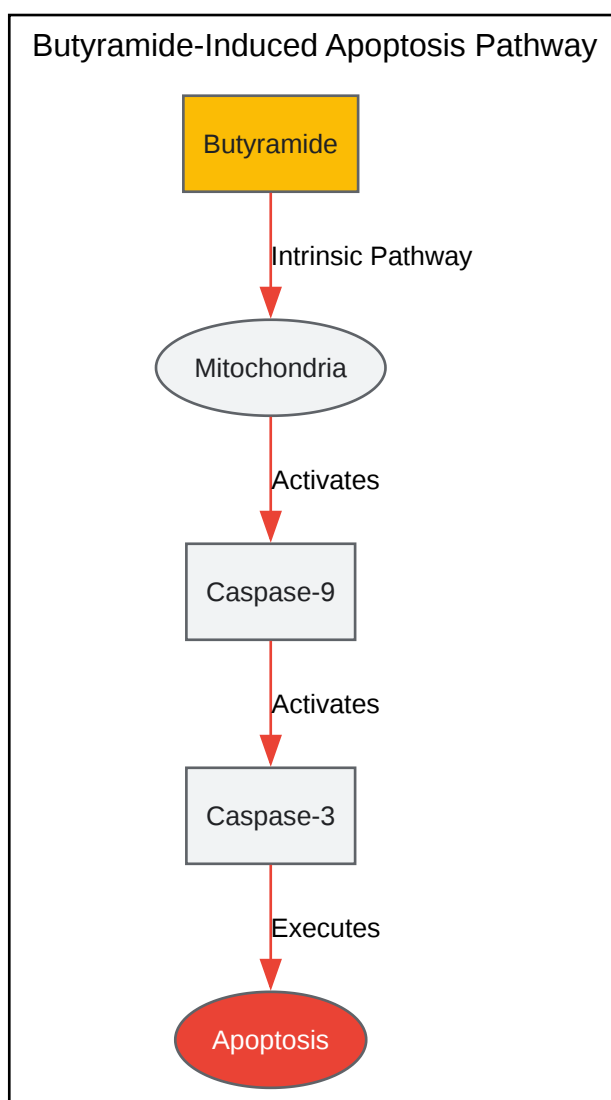 Butyramide-Induced Apoptosis Pathway
Butyramide
Intrinsic Pathway
Mitochondria
Activates
Caspase-9
Activates
Caspase-3
Executes
Apoptosis